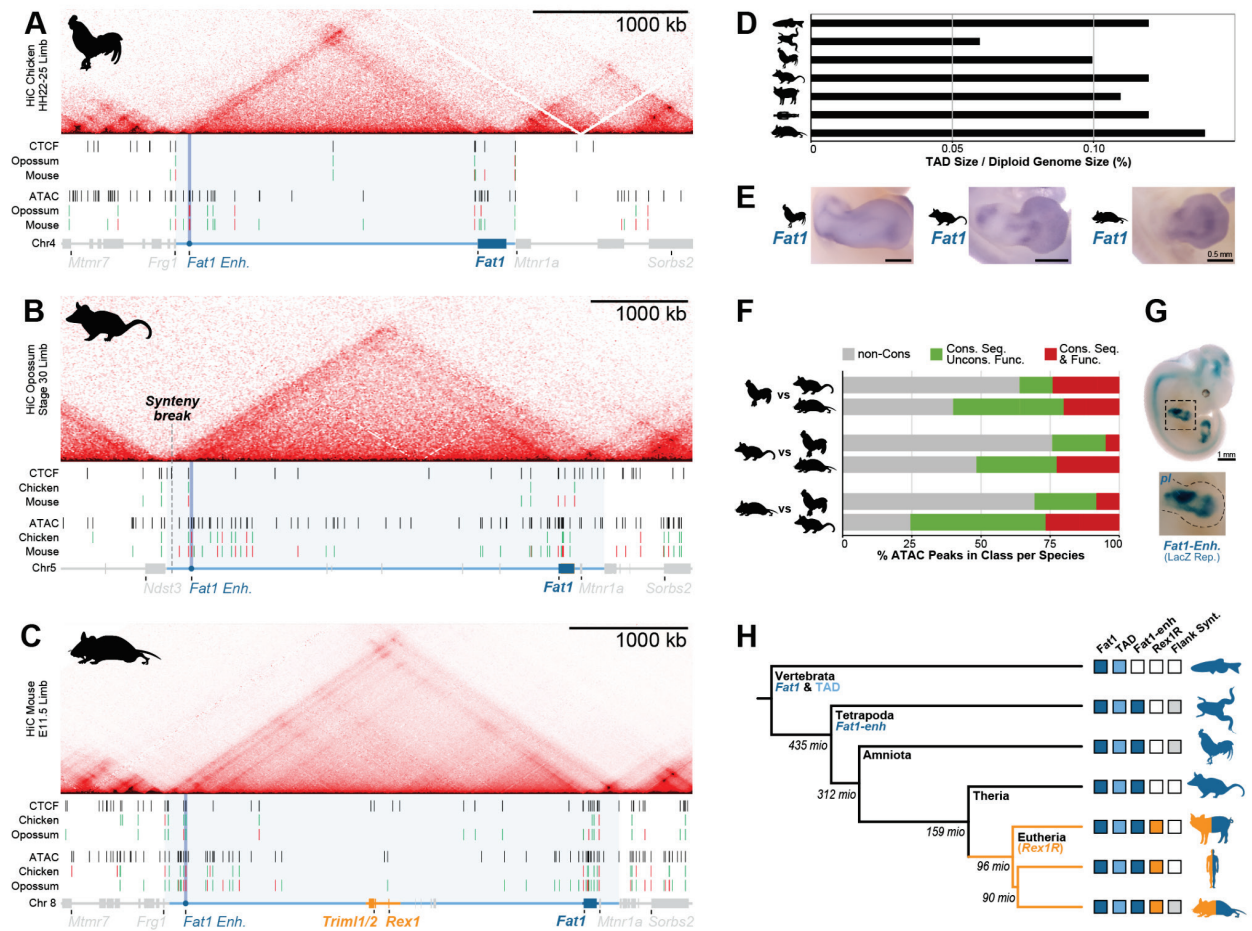 A
HiC Chicken
HH22-25 Limb
1000 kb
CTCF
Opossum
Mouse
ATAC
Opossum
Mouse
Chr4
Mtmr7
Frg1
Fat1 Enh.
Fat1
Mtnr1a
Sorbs2
B
HiC Opossum
Stage 30 Limb
1000 kb
Synteny
break
CTCF
Chicken
Mouse
ATAC
Chicken
Mouse
Chr5
Ndst3
Fat1 Enh.
Fat1
Mtnr1a
Sorbs2
C
HiC Mouse
E11.5 Limb
1000 kb
CTCF
Chicken
Opossum
ATAC
Chicken
Opossum
Chr 8
Mtmr7
Frg1
Fat1 Enh.
Triml1/2
Rex1
Fat1
Mtnr1a
Sorbs2
D
0
0.05
0.10
TAD Size / Diploid Genome Size (%)
E
Fat1
Fat1
Fat1
0.5 mm
F
non-Cons
Cons. Seq.
Uncons. Func.
Cons. Seq.
& Func.
vs
vs
vs
0
25
50
75
100
% ATAC Peaks in Class per Species
G
1 mm
pl
Fat1-Enh.
(LacZ Rep.)
H
Fat1
TAD
Fat1-enh
Rex1R
Flank Synt.
Vertebrata
Fat1 & TAD
Tetrapoda
Fat1-enh
435 mio
Amniota
312 mio
Theria
159 mio
Eutheria
(Rex1R)
96 mio
90 mio